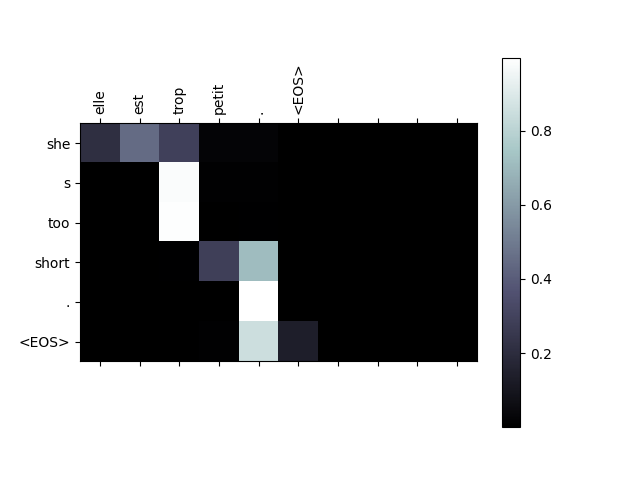 elle est trop petit . <EOS>
she
s
too
short
.
<EOS>
0.8
0.6
0.4
0.2